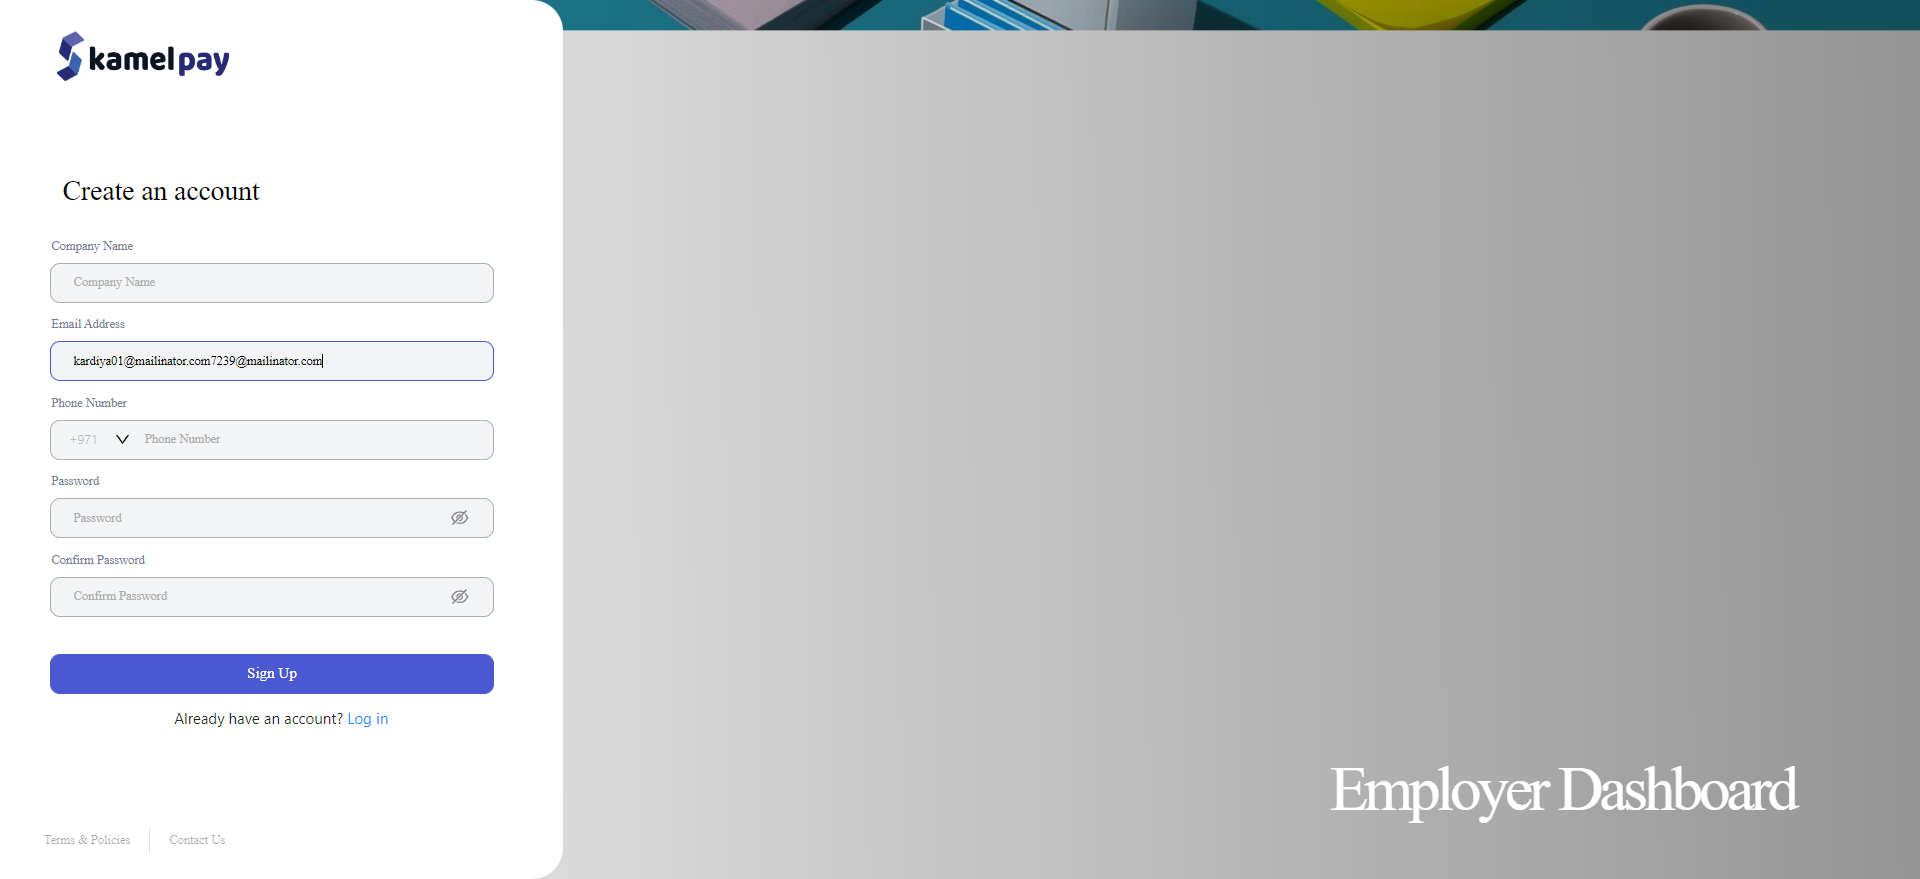 kamelpay
Create an account
Company Name
Company Name
Email Address
kardiya01@mailinator.com7239@mailinator.com
Phone Number
+971 Phone Number
Password
Password
Confirm Password
Confirm Password
Sign Up
Already have an account? Log in
Employer Dashboard
Terms & Policies
Contact Us